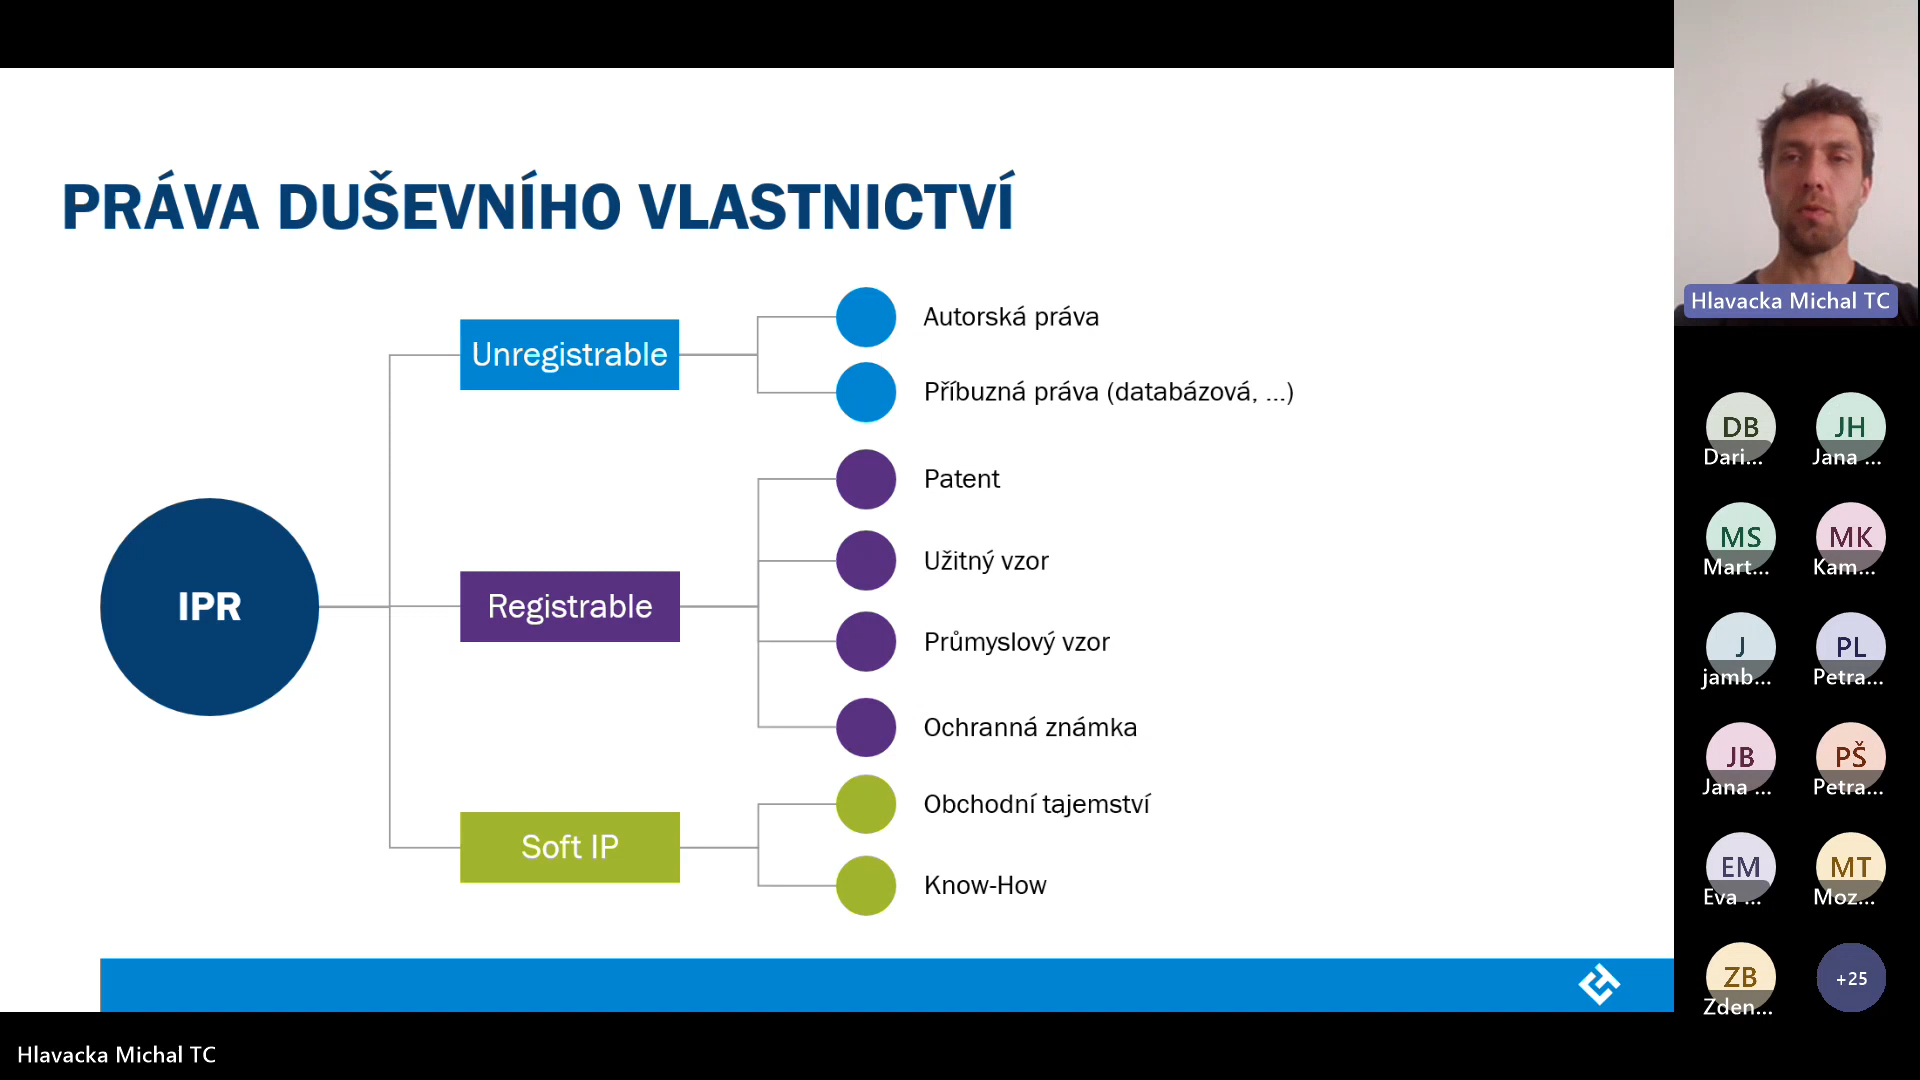 PRÁVA DUŠEVNÍHO VLASTNICTVÍ
IPR
Unregistrable
Autorská práva
Příbuzná práva (databázová, ...)
Registrable
Patent
Užitný vzor
Průmyslový vzor
Ochranná známka
Soft IP
Obchodní tajemství
Know-How
Hlavacka Michal TC
DB
Dari...
JH
Jana ...
MS
Mart...
MK
Kam...
J
jamb...
PL
Petra...
JB
Jana ...
PŠ
Petra...
EM
Eva ...
MT
Moz...
ZB
Zden...
+25
Hlavacka Michal TC